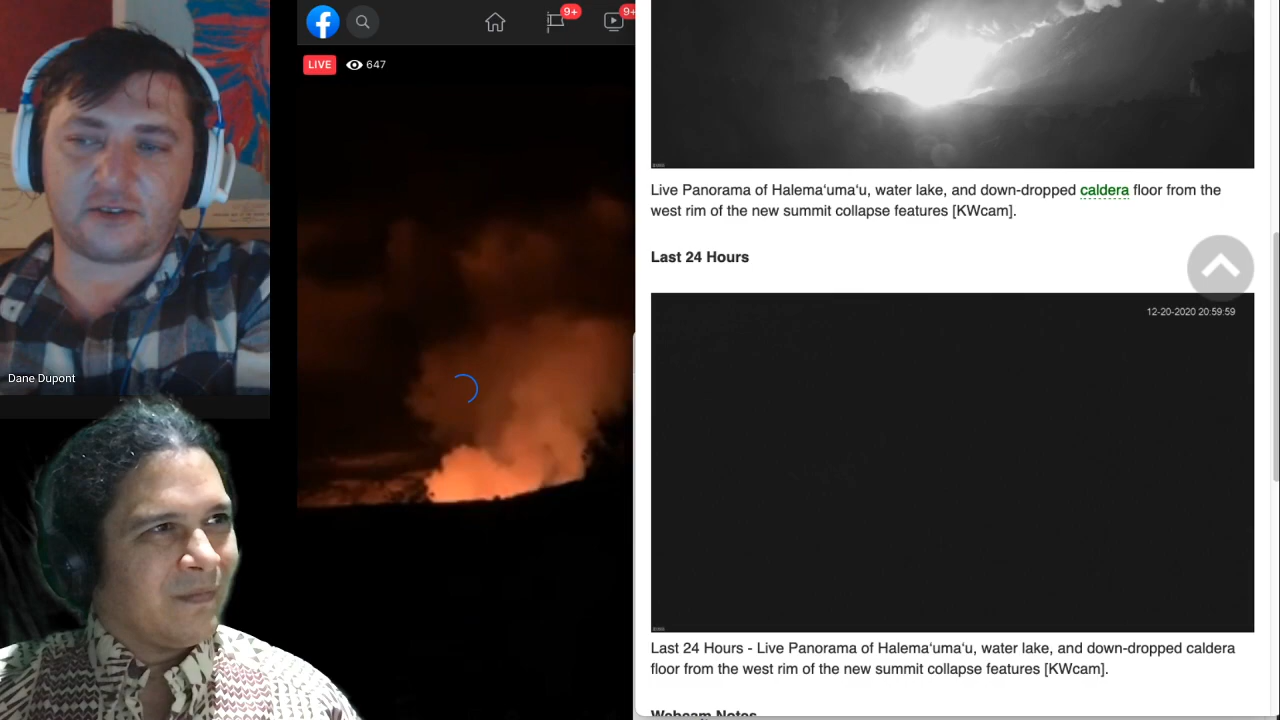 Dane Dupont
9+
9+
LIVE
647
Live Panorama of Halemaʻumaʻu, water lake, and down-dropped caldera floor from the
west rim of the new summit collapse features [KWcam].
Last 24 Hours
12-20-2020 20:59:59
Last 24 Hours - Live Panorama of Halemaʻumaʻu, water lake, and down-dropped caldera
floor from the west rim of the new summit collapse features [KWcam].
Webcam Notes